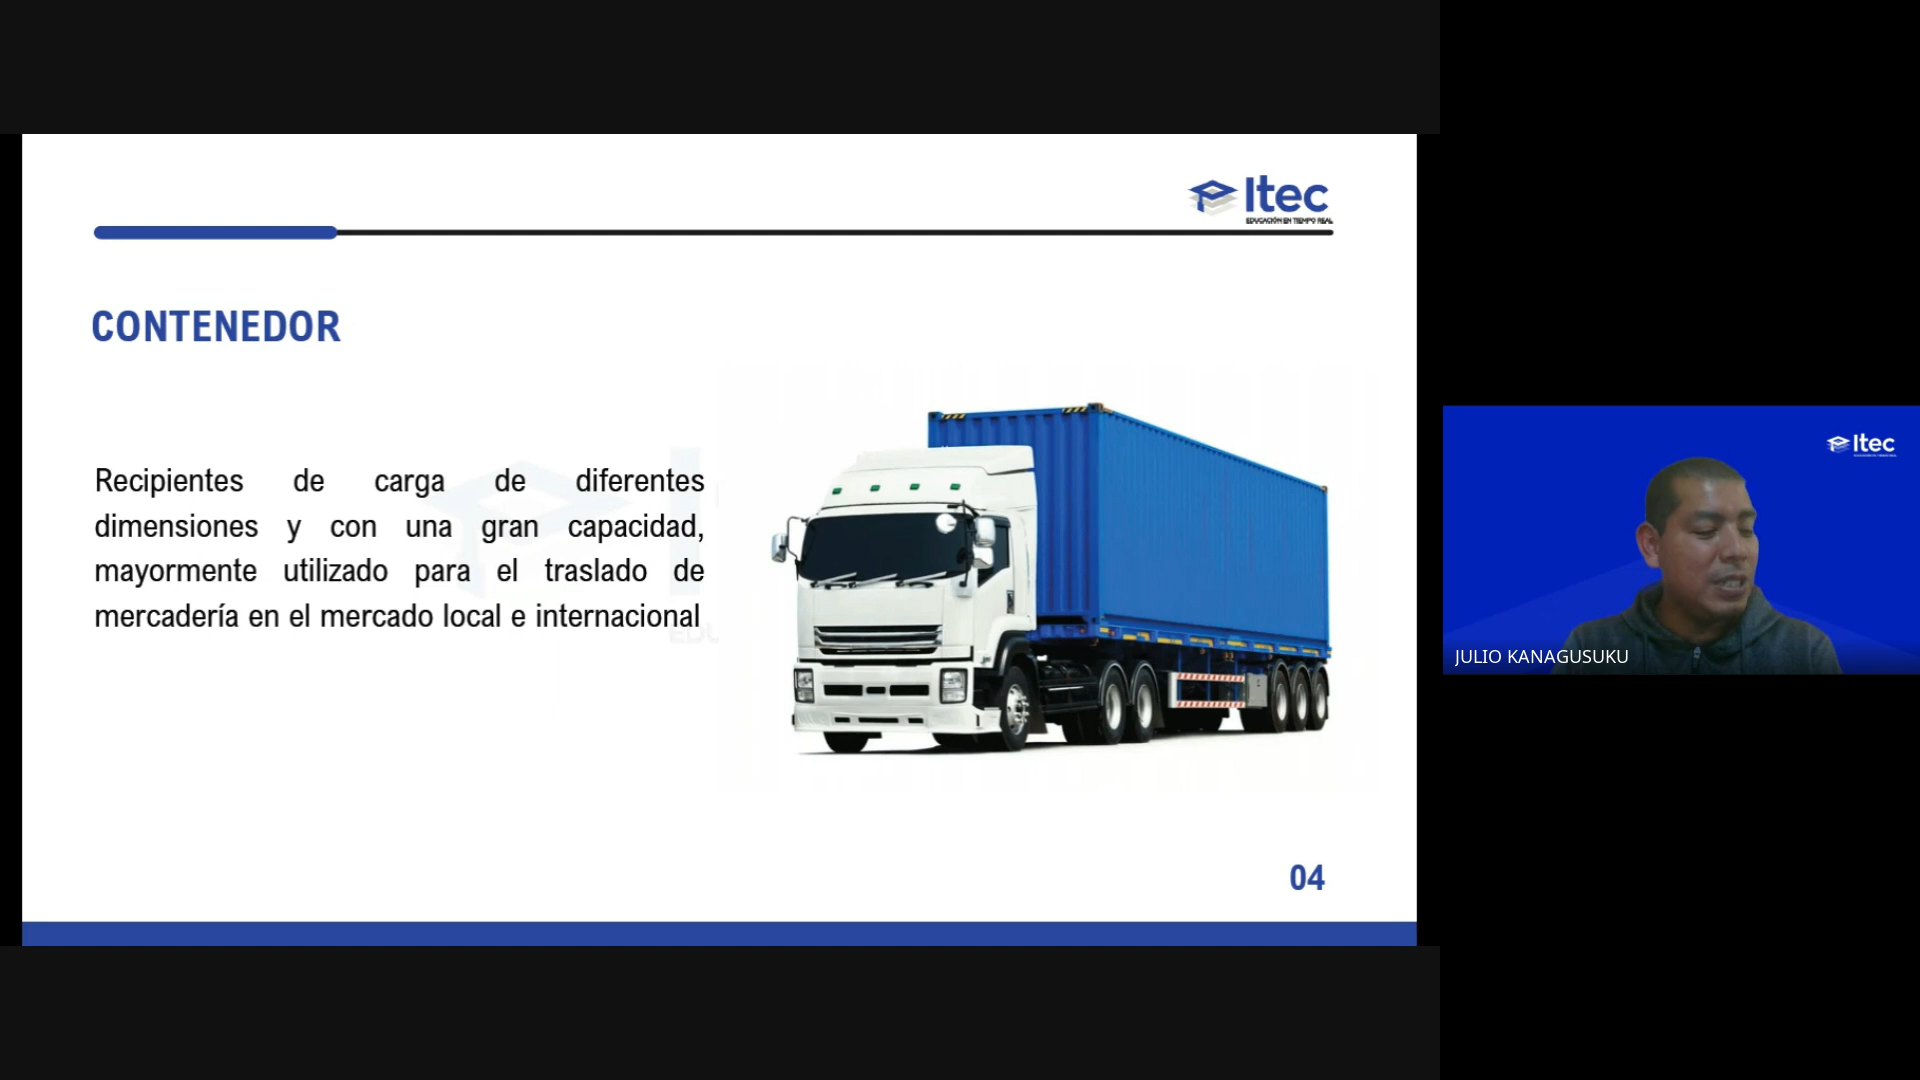 Itec
EDUCACIÓN EN TIEMPO REAL
CONTENEDOR
Recipientes de carga de diferentes
dimensiones y con una gran capacidad,
mayormente utilizado para el traslado de
mercadería en el mercado local e internacional
04
Itec
JULIO KANAGUSUKU